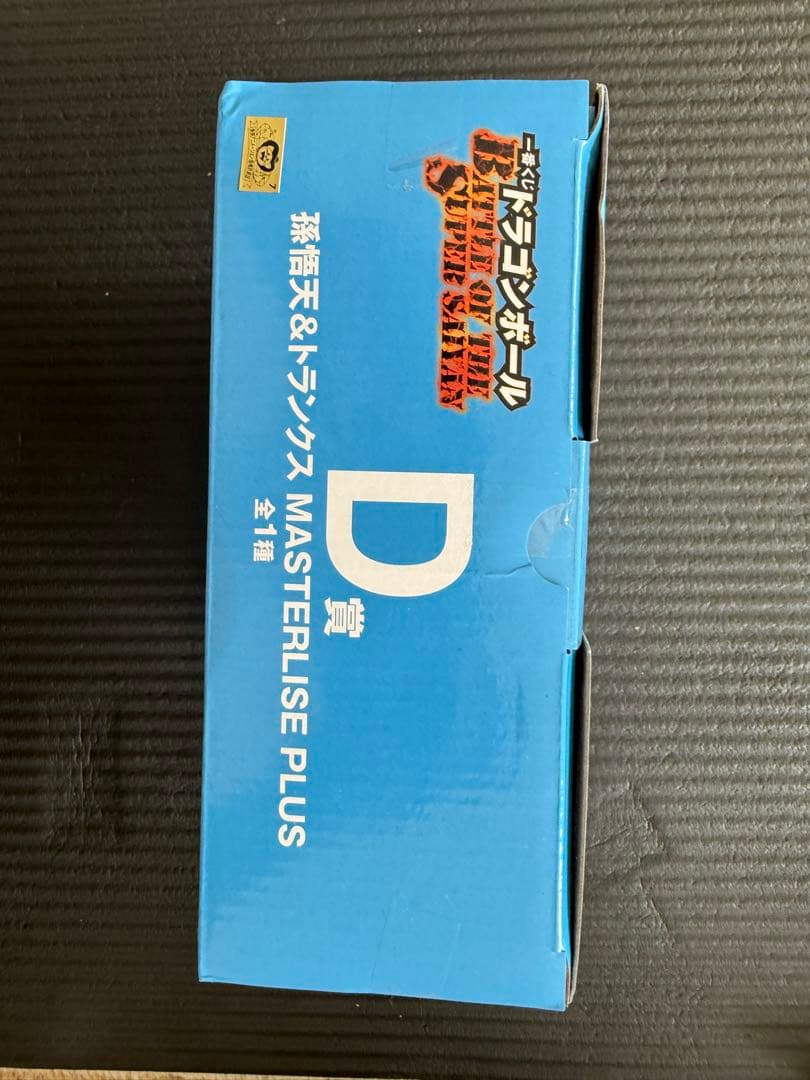 一番くじ ドラゴンボール
BATTLE OF THE
SUPER SAIYAN
D賞
孫悟天&トランクス MASTERLISE PLUS
全1種